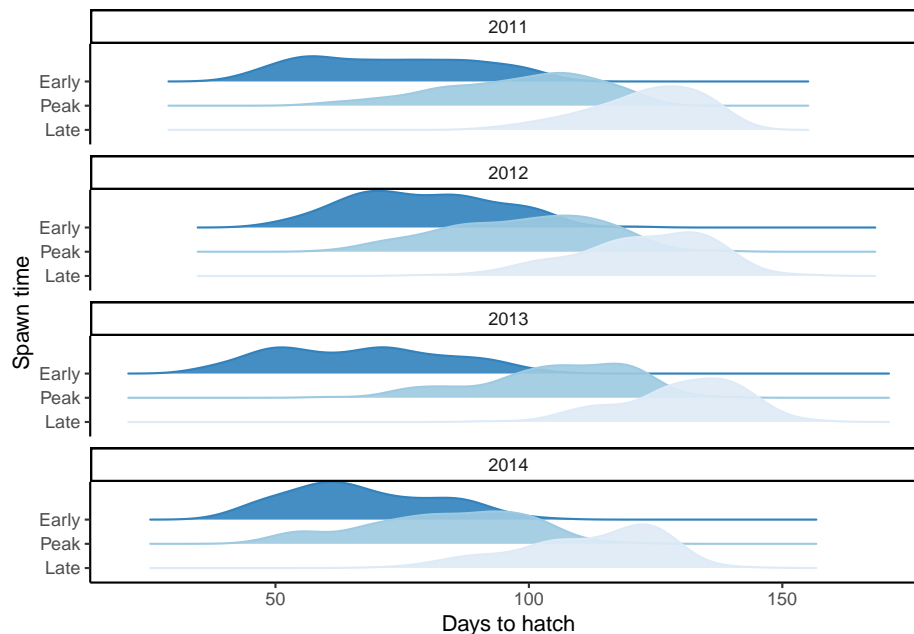 2011
Early
Peak
Late
2012
Early
Peak
Late
2013
Early
Peak
Late
2014
Early
Peak
Late
50 100 150
Days to hatch
Spawn time